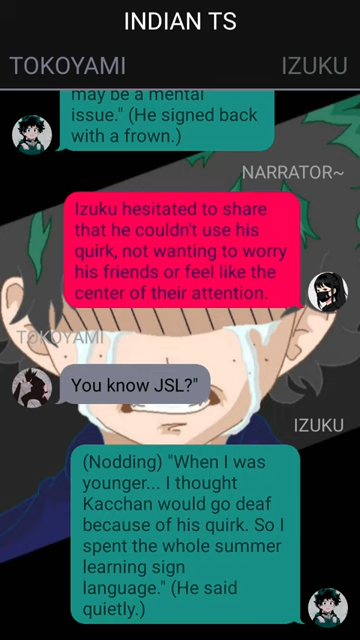 INDIAN TS
TOKOYAMI
IZUKU
may be a mental
issue." (He signed back
with a frown.)
NARRATOR~
Izuku hesitated to share
that he couldn't use his
quirk, not wanting to worry
his friends or feel like the
center of their attention.
TOKOYAMI
You know JSL?"
IZUKU
(Nodding) "When I was
younger... I thought
Kacchan would go deaf
because of his quirk. So I
spent the whole summer
learning sign
language." (He said
quietly.)